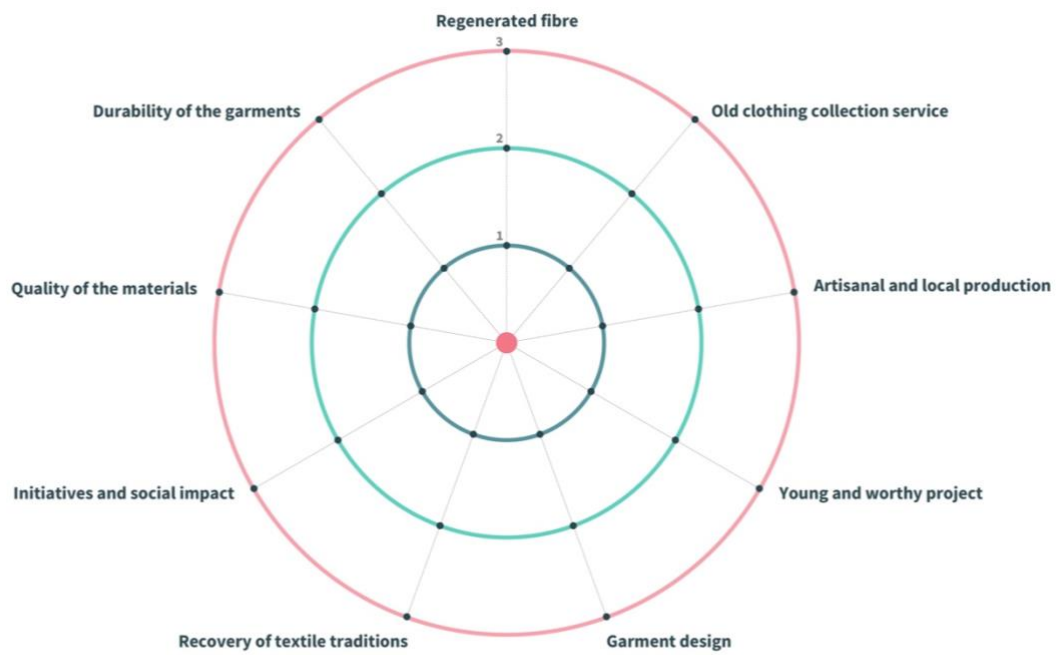 Regenerated fibre
3
Durability of the garments
Old clothing collection service
2
1
Quality of the materials
Artisanal and local production
Initiatives and social impact
Young and worthy project
Recovery of textile traditions
Garment design